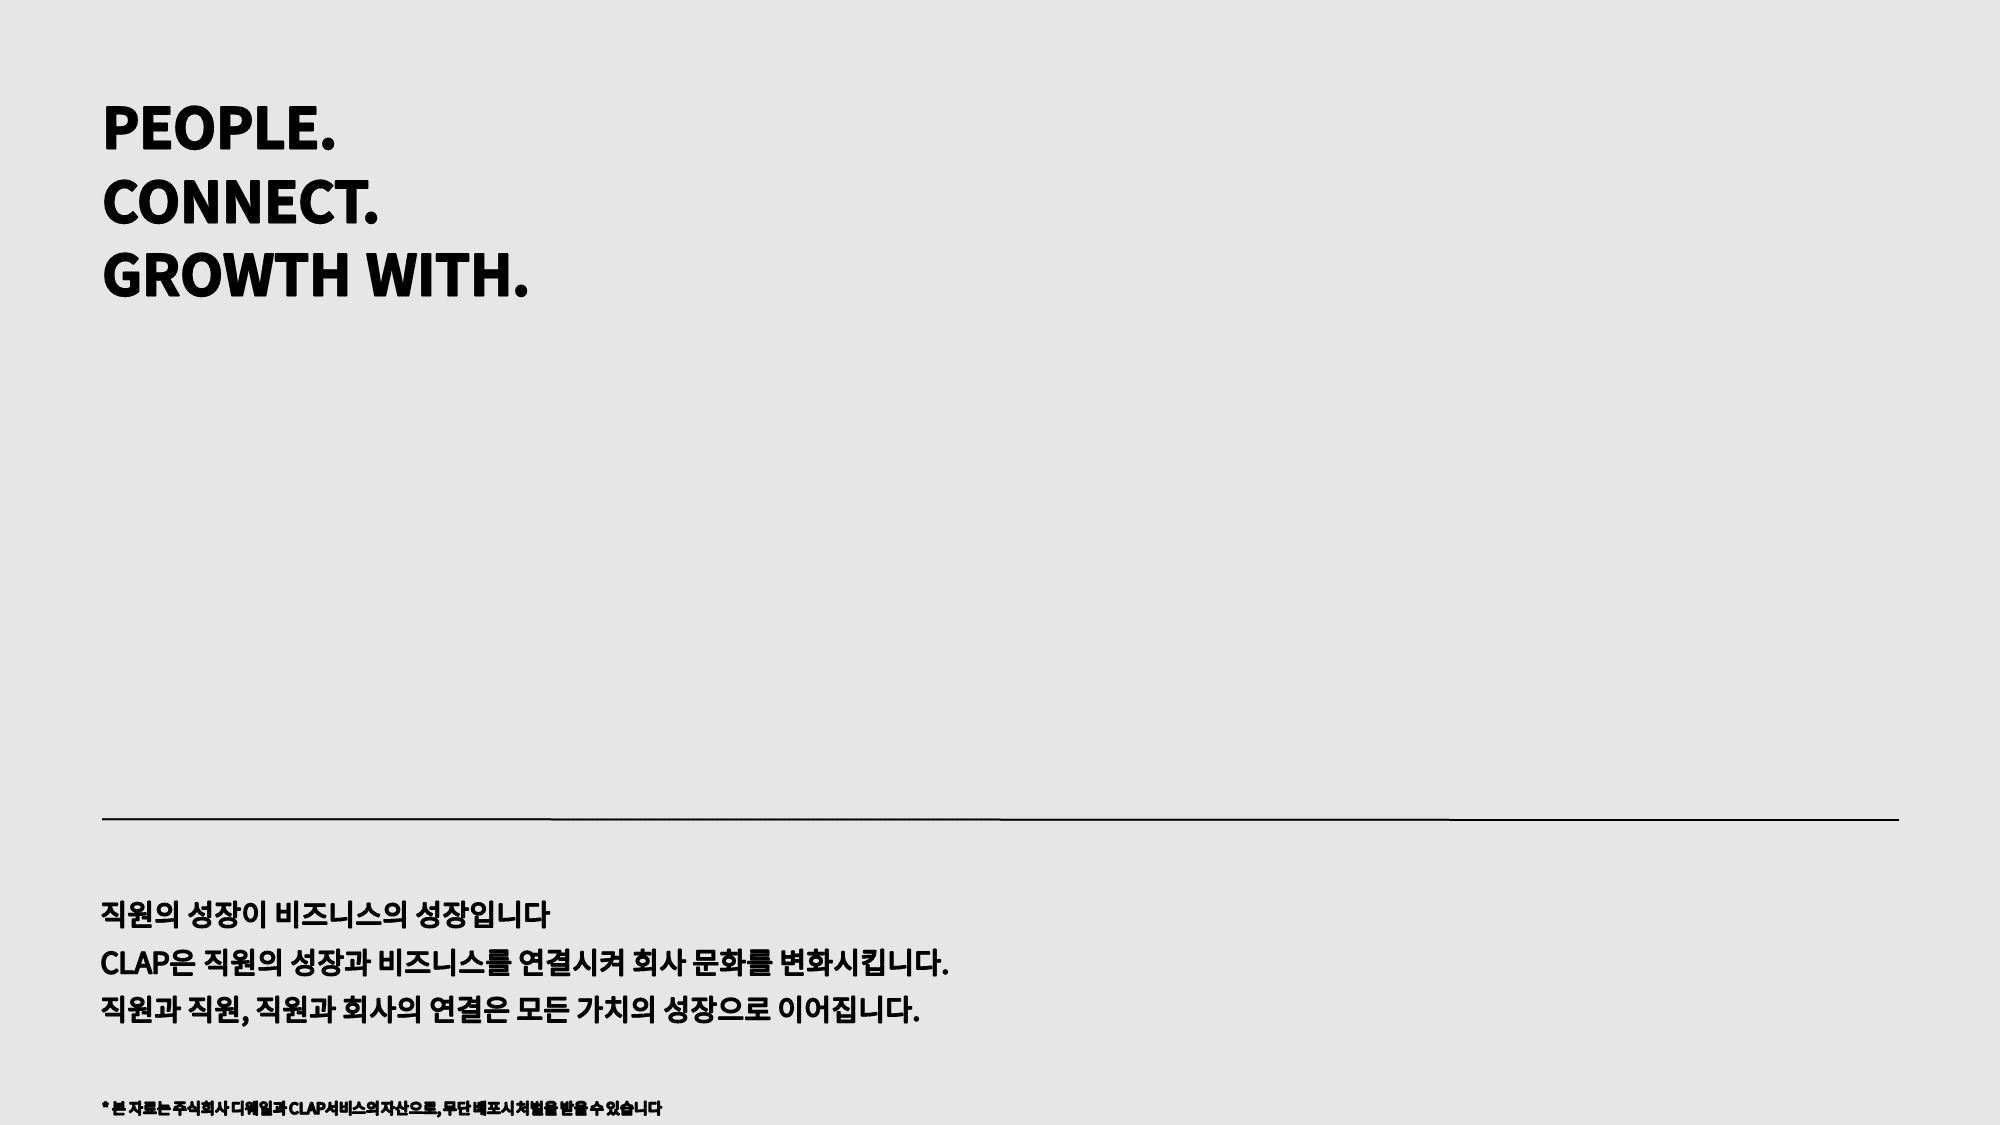 PEOPLE.
CONNECT.
GROWTH WITH.
직원의 성장이 비즈니스의 성장입니다
CLAP은 직원의 성장과 비즈니스를 연결시켜 회사 문화를 변화시킵니다.
직원과 직원, 직원과 회사의 연결은 모든 가치의 성장으로 이어집니다.
* 본 자료는 주식회사 디웨일과 CLAP서비스의 자산으로, 무단 배포시 처벌을 받을 수 있습니다